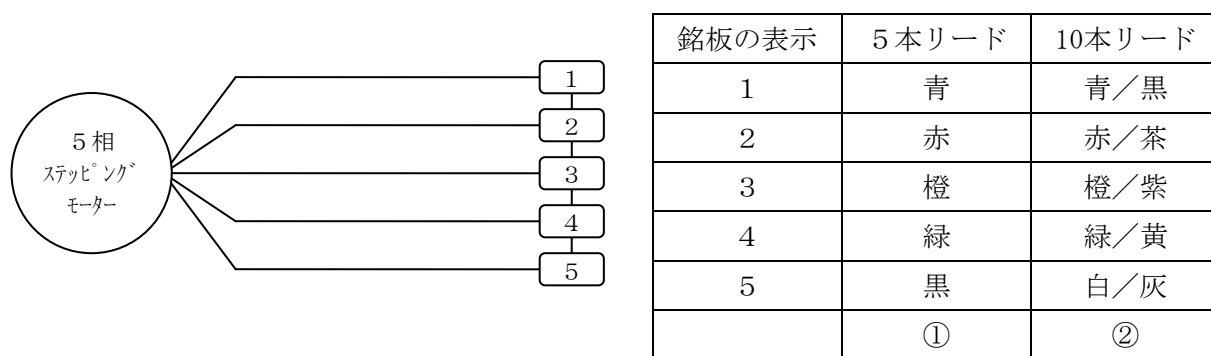 5相
ステッピング
モーター
1
2
3
4
5
銘板の表示 5本リード 10本リード
1 青 青／黒
2 赤 赤／茶
3 橙 橙／紫
4 緑 緑／黄
5 黒 白／灰
① ②